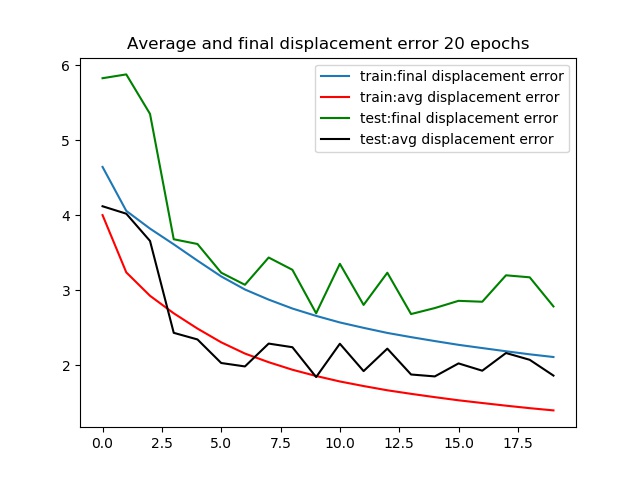 Average and final displacement error 20 epochs
6
5
4
3
2
train:final displacement error
train:avg displacement error
test:final displacement error
test:avg displacement error
0.0 2.5 5.0 7.5 10.0 12.5 15.0 17.5